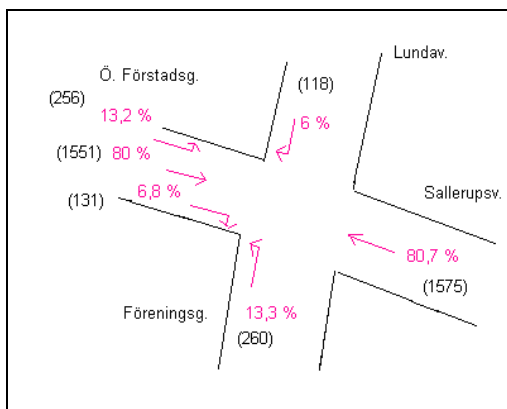 Lundav.
Ö. Förstadsg.
(118)
(256)
13,2 %
6 %
(1551) 80 %
6,8 %
(131)
Sallerupsv.
80,7 %
(1575)
Föreningsg.
13,3 %
(260)